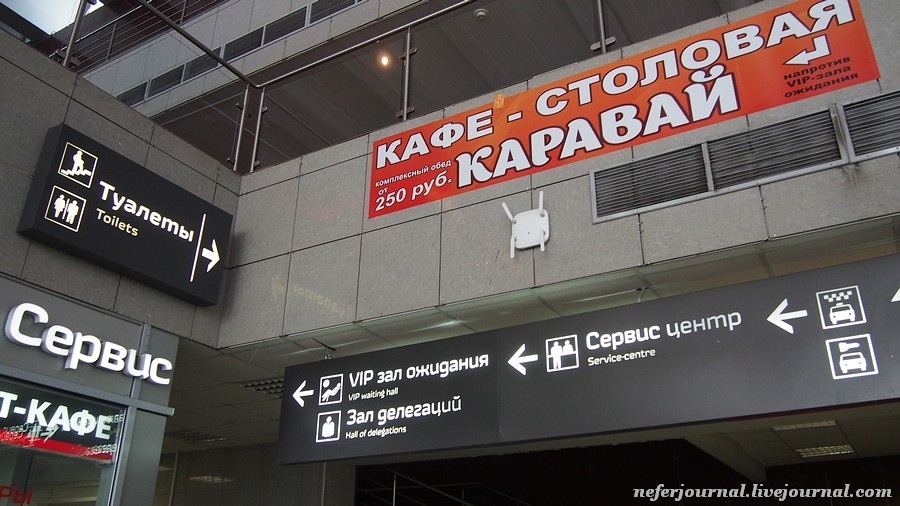 Туалеты
Toilets
КАФЕ - СТОЛОВАЯ
КАРАВАЙ
комплексный обед
от
250 руб.
напротив
VIP-зала
ожидания
Сервис
Т-КАФЕ
VIP зал ожидания
VIP waiting hall
Зал делегаций
Hall of delegations
Сервис центр
Service-centre
neferjournal.livejournal.com